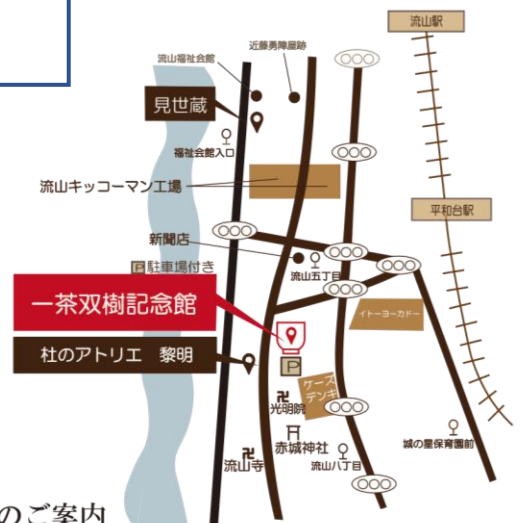 流山駅
近藤勇陣屋跡
流山福祉会館
見世蔵
福祉会館入口
流山キッコーマン工場
平和台駅
新聞店
P 駐車場付き
流山五丁目
一茶双樹記念館
イトーヨーカドー
杜のアトリエ 黎明
P
ケーズ
デンキ
光明院
赤城神社
流山寺
流山八丁目
城の星保育園前
のご案内